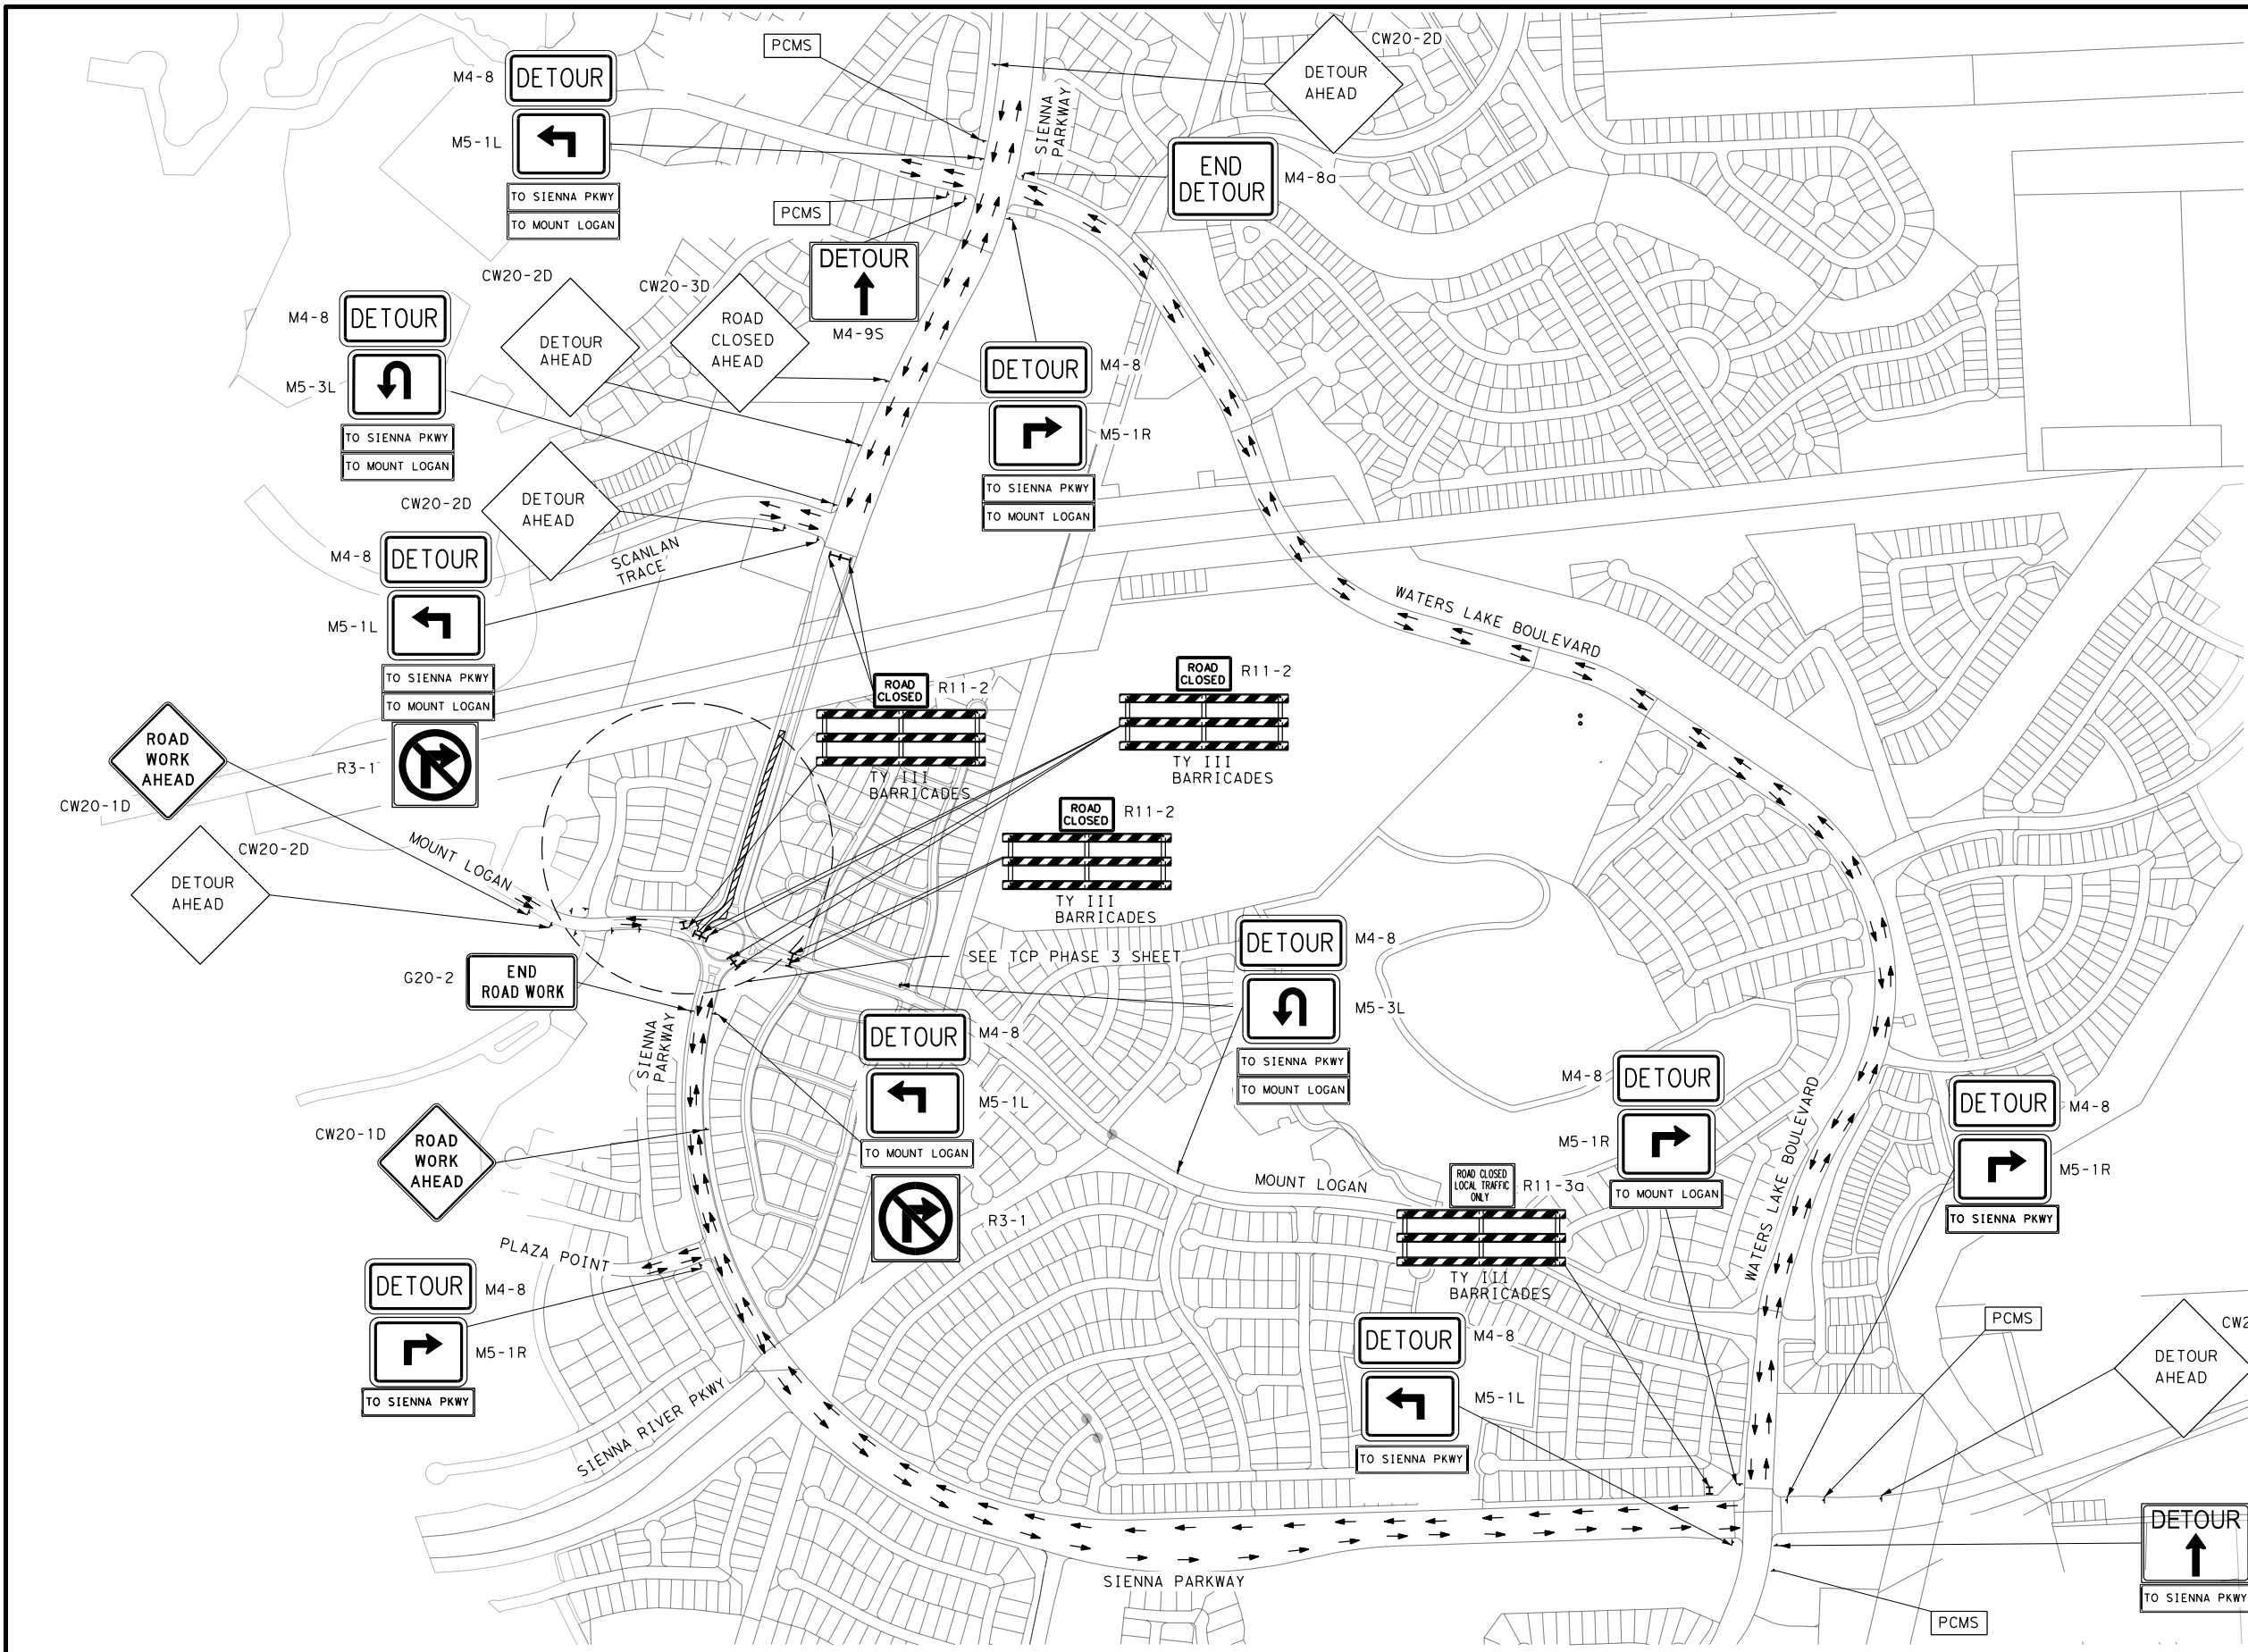 PCMS
CW20-2D
DETOUR
AHEAD
M4-8
DETOUR
M5-1L
TO SIENNA PKWY
TO MOUNT LOGAN
SIENNA
PARKWAY
END
DETOUR
M4-8a
PCMS
DETOUR
M4-9S
CW20-2D
DETOUR
AHEAD
CW20-3D
ROAD
CLOSED
AHEAD
M4-8
DETOUR
M5-3L
TO SIENNA PKWY
TO MOUNT LOGAN
DETOUR
M4-8
M5-1R
TO SIENNA PKWY
TO MOUNT LOGAN
CW20-2D
DETOUR
AHEAD
SCANLAN
TRACE
M4-8
DETOUR
M5-1L
TO SIENNA PKWY
TO MOUNT LOGAN
R3-1
WATERS LAKE BOULEVARD
ROAD
CLOSED
R11-2
TY III
BARRICADES
ROAD
CLOSED
R11-2
TY III
BARRICADES
ROAD
CLOSED
R11-2
TY III
BARRICADES
ROAD
WORK
AHEAD
CW20-1D
MOUNT LOGAN
CW20-2D
DETOUR
AHEAD
G20-2
END
ROAD WORK
SEE TCP PHASE 3 SHEET
DETOUR
M4-8
M5-3L
TO SIENNA PKWY
TO MOUNT LOGAN
SIENNA
PARKWAY
DETOUR
M4-8
M5-1L
TO MOUNT LOGAN
R3-1
CW20-1D
ROAD
WORK
AHEAD
M4-8
DETOUR
M5-1R
TO MOUNT LOGAN
WATERS LAKE BOULEVARD
DETOUR
M4-8
M5-1R
TO SIENNA PKWY
MOUNT LOGAN
ROAD CLOSED
LOCAL TRAFFIC
ONLY
R11-3a
TY III
BARRICADES
PLAZA POINT
DETOUR
M4-8
M5-1R
TO SIENNA PKWY
SIENNA RIVER PKWY
DETOUR
M4-8
M5-1L
TO SIENNA PKWY
PCMS
DETOUR
AHEAD
DETOUR
TO SIENNA PKWY
SIENNA PARKWAY
PCMS